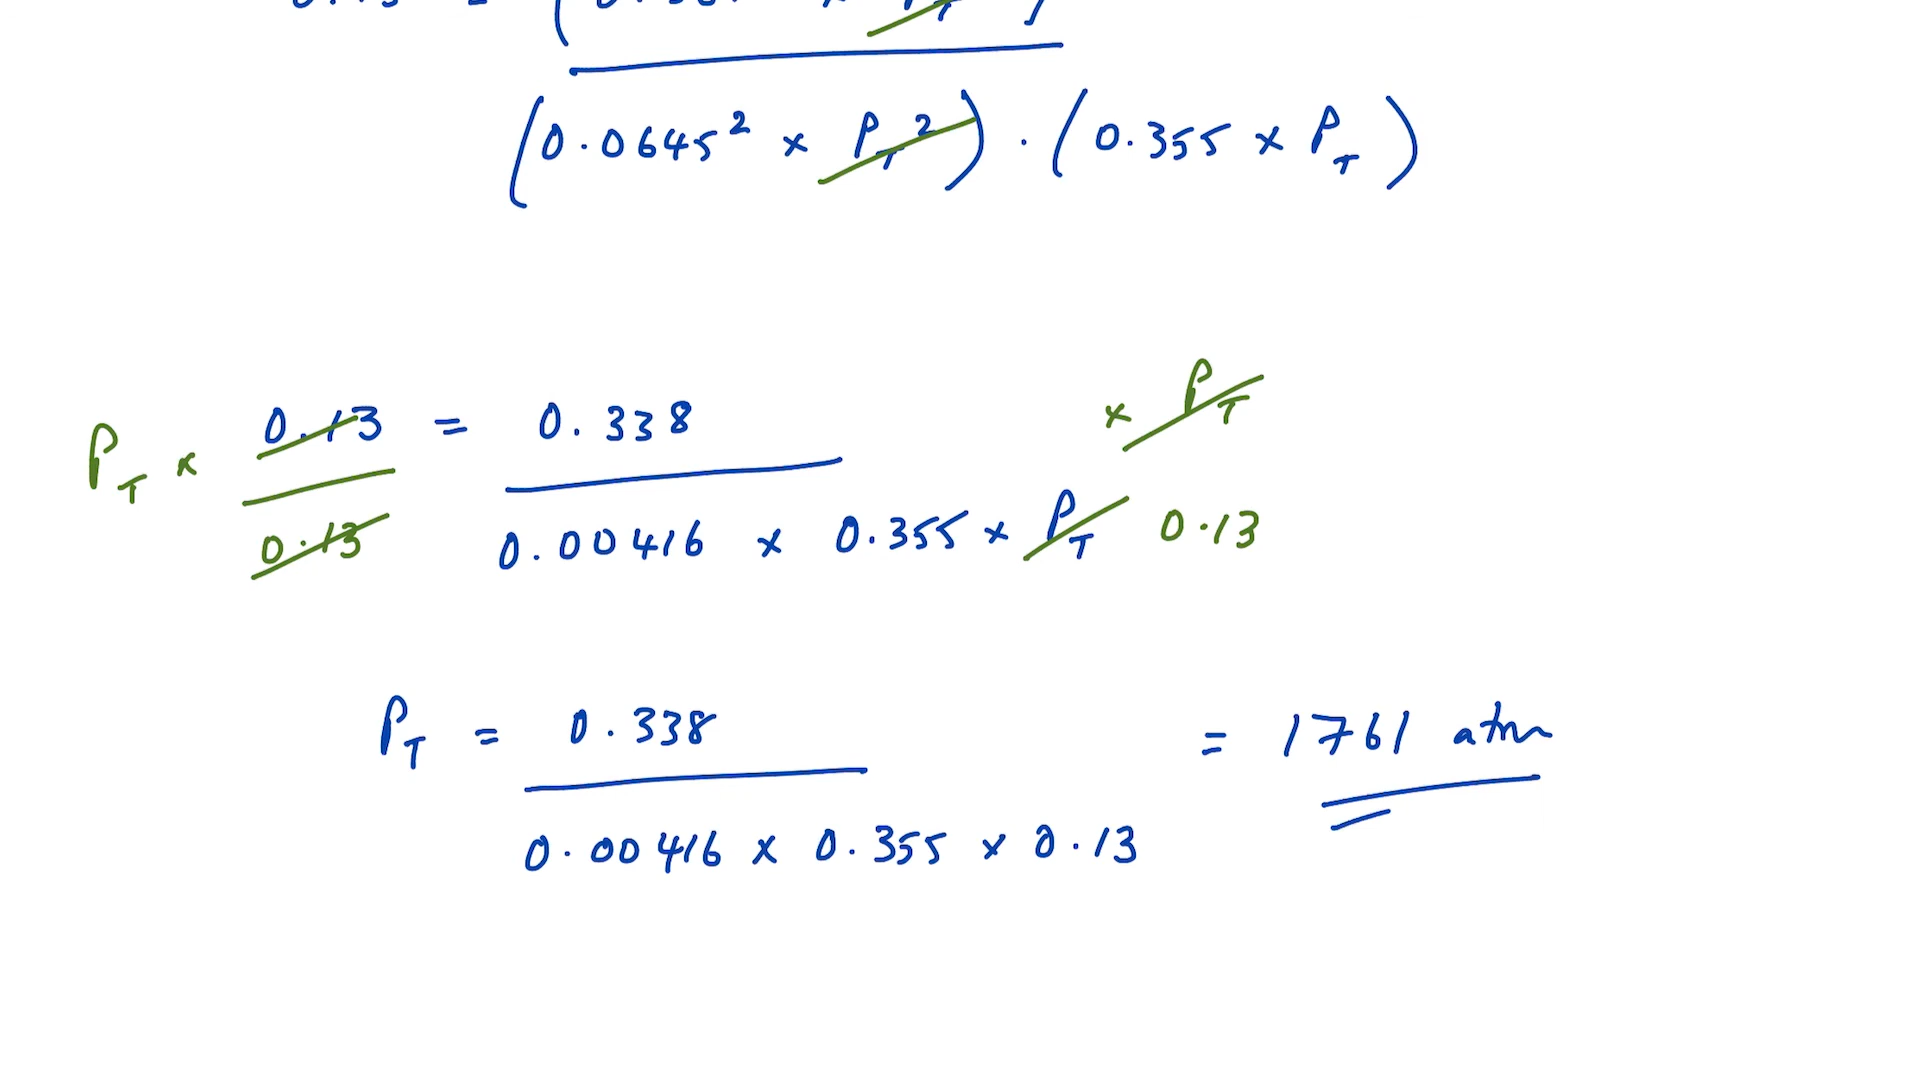 (0.0645² × P_T²) · (0.355 × P_T)
× P_T
P_T × 0.13 = 0.338
0.13 0.00416 × 0.355 × P_T 0.13
P_T = 0.338 = 1761 atm
0.00416 × 0.355 × 0.13